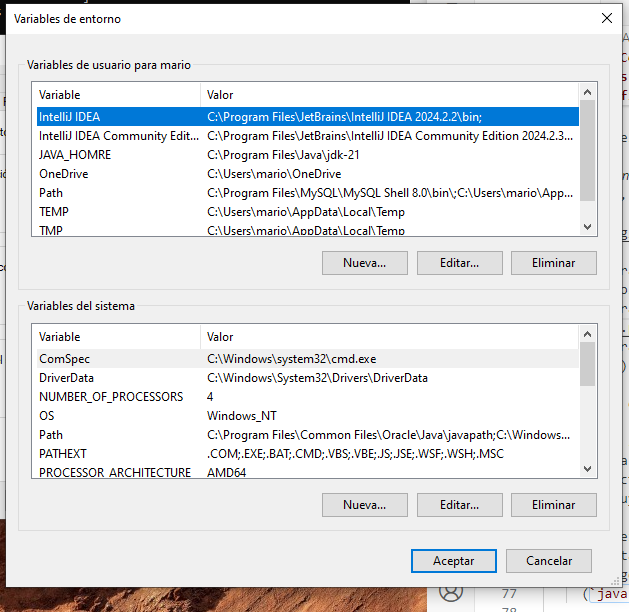 Variables de entorno
Variables de usuario para mario
Variable Valor
IntelliJ IDEA C:\Program Files\JetBrains\IntelliJ IDEA 2024.2.2\bin;
IntelliJ IDEA Community Edit... C:\Program Files\JetBrains\IntelliJ IDEA Community Edition 2024.2.3...
JAVA_HOMRE C:\Program Files\Java\jdk-21
OneDrive C:\Users\mario\OneDrive
Path C:\Program Files\MySQL\MySQL Shell 8.0\bin\;C:\Users\mario\App...
TEMP C:\Users\mario\AppData\Local\Temp
TMP C:\Users\mario\AppData\Local\Temp
Nueva... Editar... Eliminar
Variables del sistema
Variable Valor
ComSpec C:\Windows\system32\cmd.exe
DriverData C:\Windows\System32\Drivers\DriverData
NUMBER_OF_PROCESSORS 4
OS Windows_NT
Path C:\Program Files\Common Files\Oracle\Java\javapath;C:\Windows...
PATHEXT .COM;.EXE;.BAT;.CMD;.VBS;.VBE;.JS;.JSE;.WSF;.WSH;.MSC
PROCESSOR_ARCHITECTURE AMD64
Nueva... Editar... Eliminar
Aceptar Cancelar
77 (`java
78